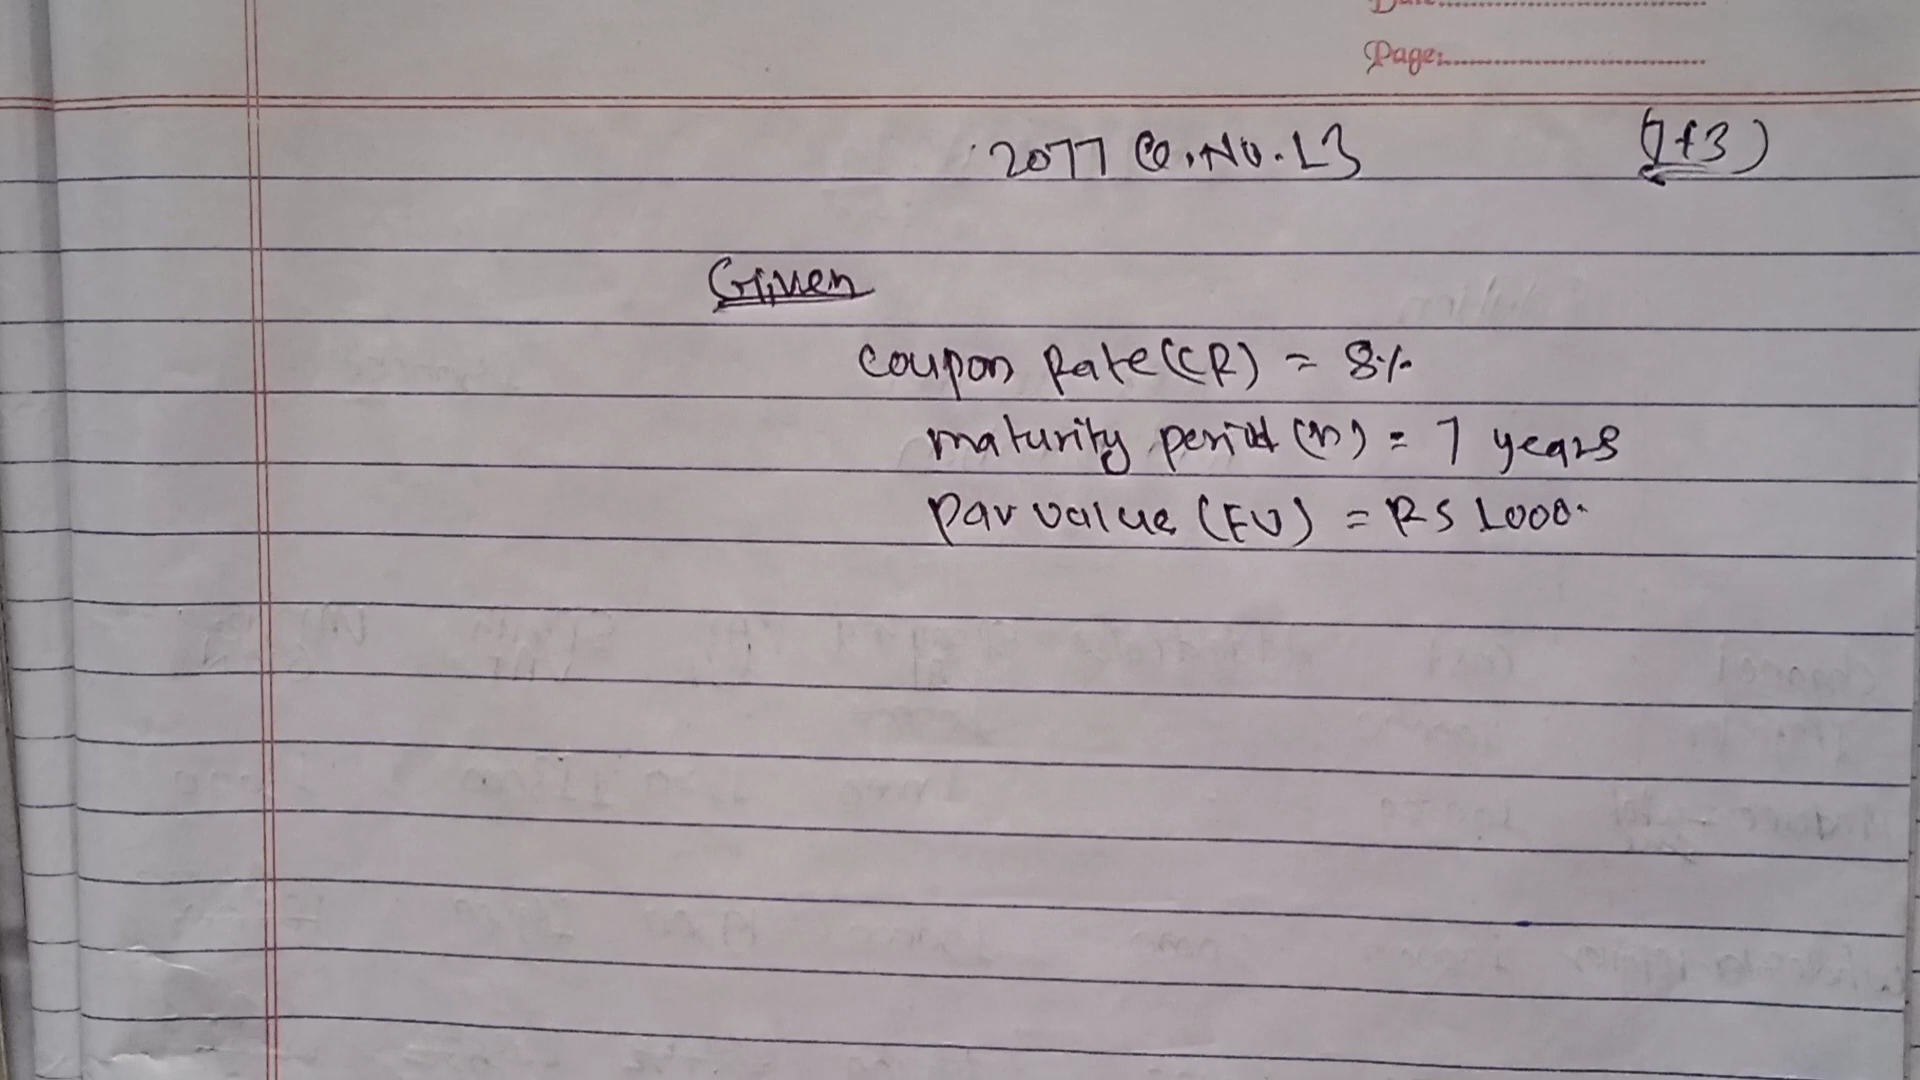 Page:
2077 Q.No.13 (1+3)
Given
Coupon Rate (CR) = 8%
maturity period (n) = 7 years
Par value (FV) = RS 1000.